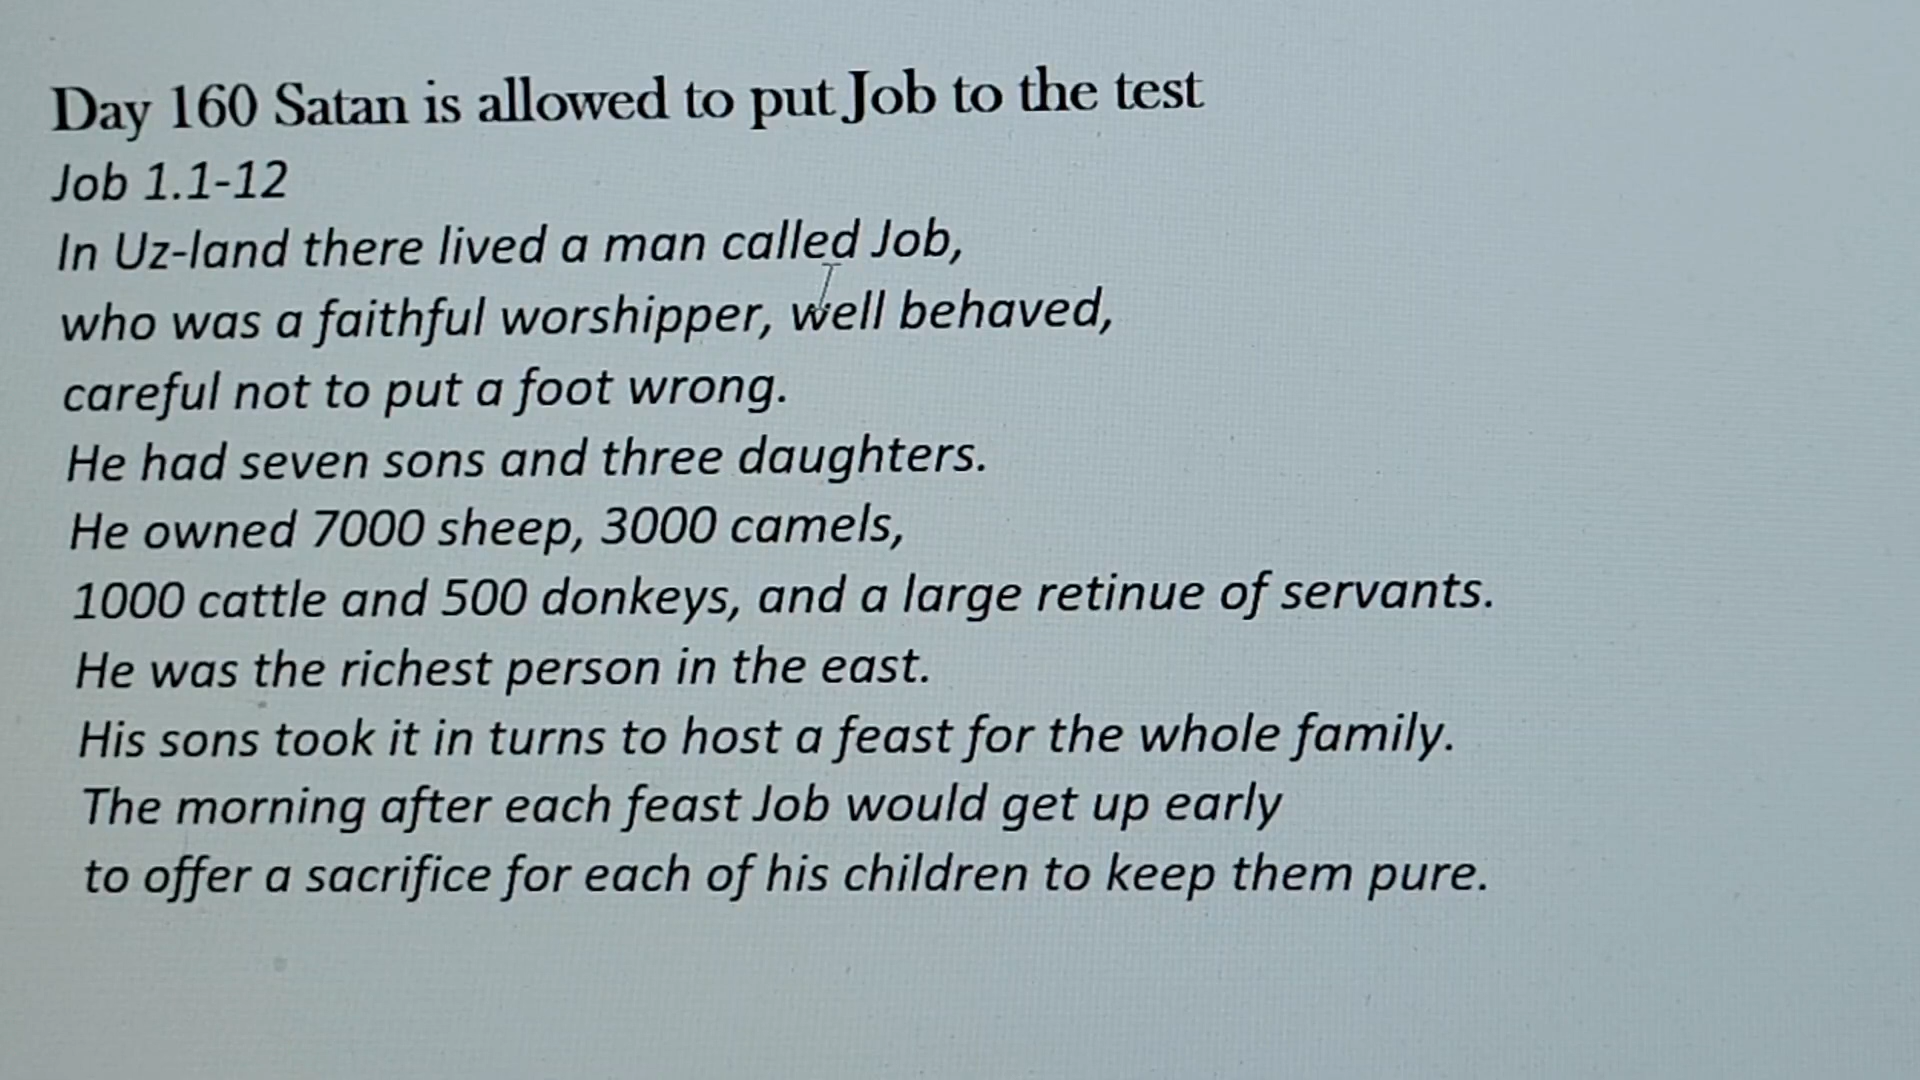 Day 160 Satan is allowed to put Job to the test
Job 1.1-12
In Uz-land there lived a man called Job,
who was a faithful worshipper, well behaved,
careful not to put a foot wrong.
He had seven sons and three daughters.
He owned 7000 sheep, 3000 camels,
1000 cattle and 500 donkeys, and a large retinue of servants.
He was the richest person in the east.
His sons took it in turns to host a feast for the whole family.
The morning after each feast Job would get up early
to offer a sacrifice for each of his children to keep them pure.